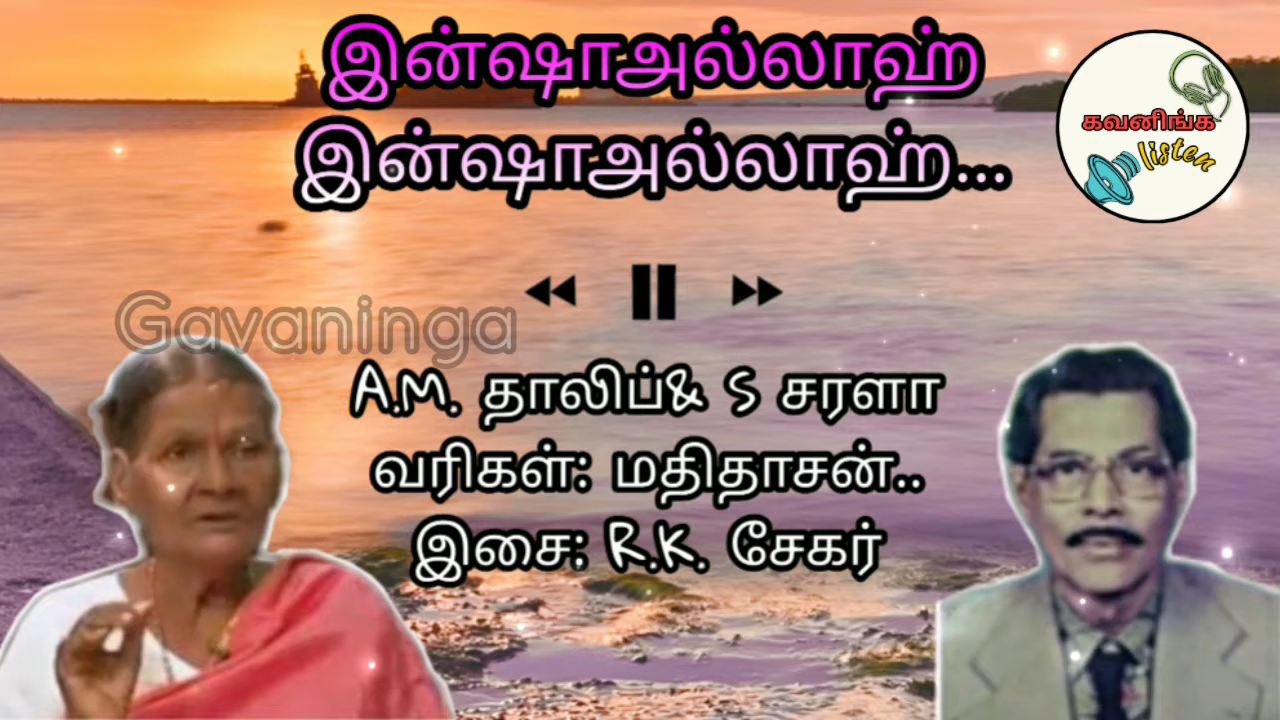 இன்ஷாஅல்லாஹ்
இன்ஷாஅல்லாஹ்...
கவனிங்க
listen
Gavaninga
A.M. தாலிப்& S சரளா
வரிகள்: மதிதாசன்..
இசை: R.K. சேகர்